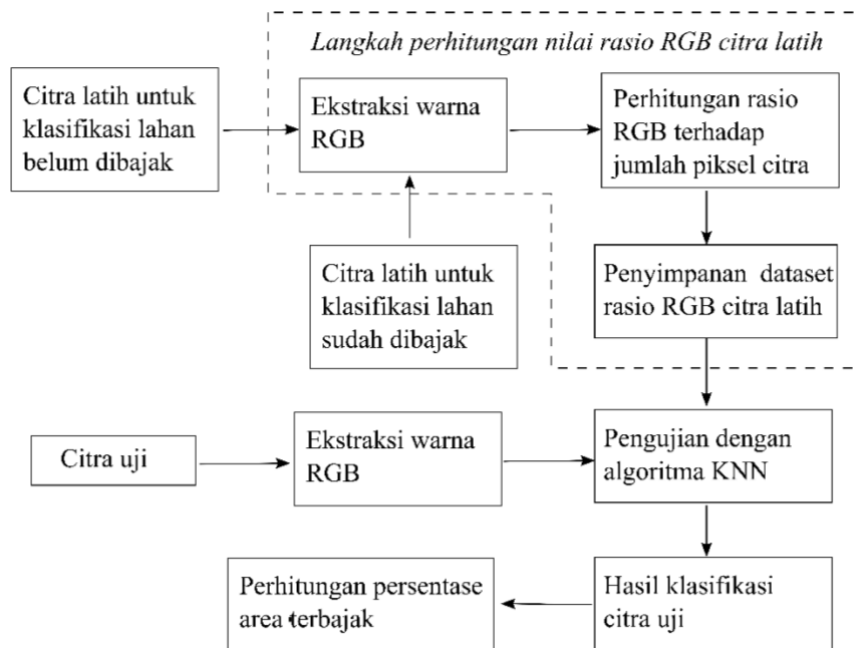 Langkah perhitungan nilai rasio RGB citra latih
Citra latih untuk
klasifikasi lahan
belum dibajak
Ekstraksi warna
RGB
Perhitungan rasio
RGB terhadap
jumlah piksel citra
Citra latih untuk
klasifikasi lahan
sudah dibajak
Penyimpanan dataset
rasio RGB citra latih
Citra uji
Ekstraksi warna
RGB
Pengujian dengan
algoritma KNN
Perhitungan persentase
area terbajak
Hasil klasifikasi
citra uji